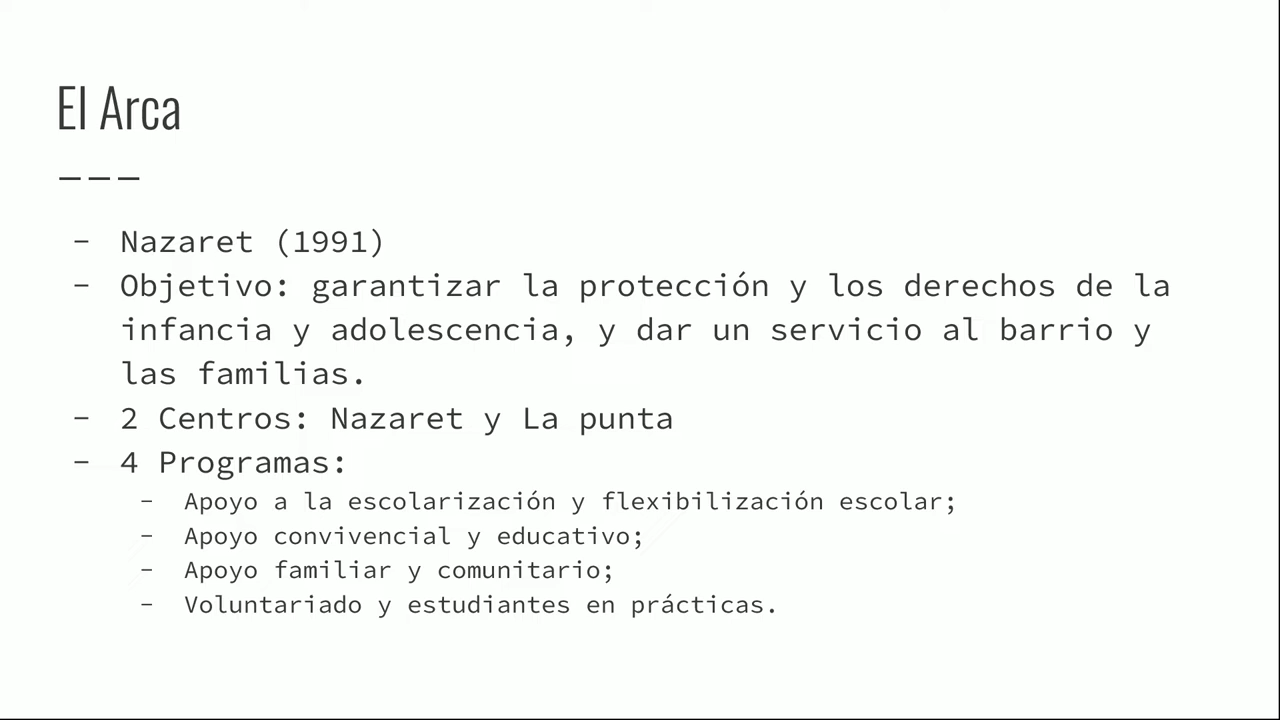 El Arca
———
- Nazaret (1991)
- Objetivo: garantizar la protección y los derechos de la
infancia y adolescencia, y dar un servicio al barrio y
las familias.
- 2 Centros: Nazaret y La punta
- 4 Programas:
- Apoyo a la escolarización y flexibilización escolar;
- Apoyo convivencial y educativo;
- Apoyo familiar y comunitario;
- Voluntariado y estudiantes en prácticas.